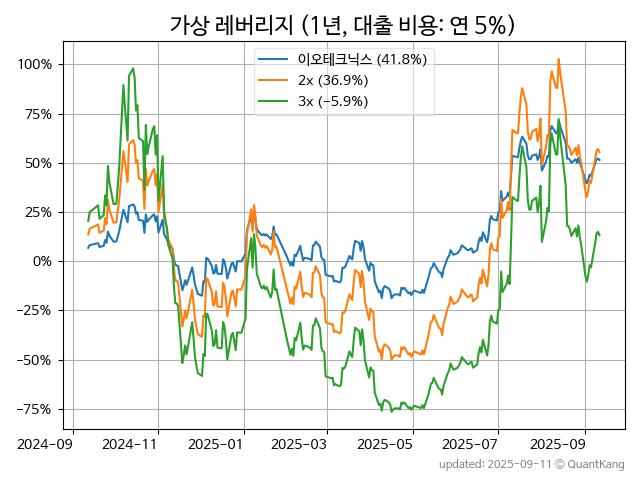 가상 레버리지 (1년, 대출 비용: 연 5%)
이오테크닉스 (41.8%)
2x (36.9%)
3x (−5.9%)
100%
75%
50%
25%
0%
−25%
−50%
−75%
2024-09 2024-11 2025-01 2025-03 2025-05 2025-07 2025-09
updated: 2025-09-11 © QuantKang